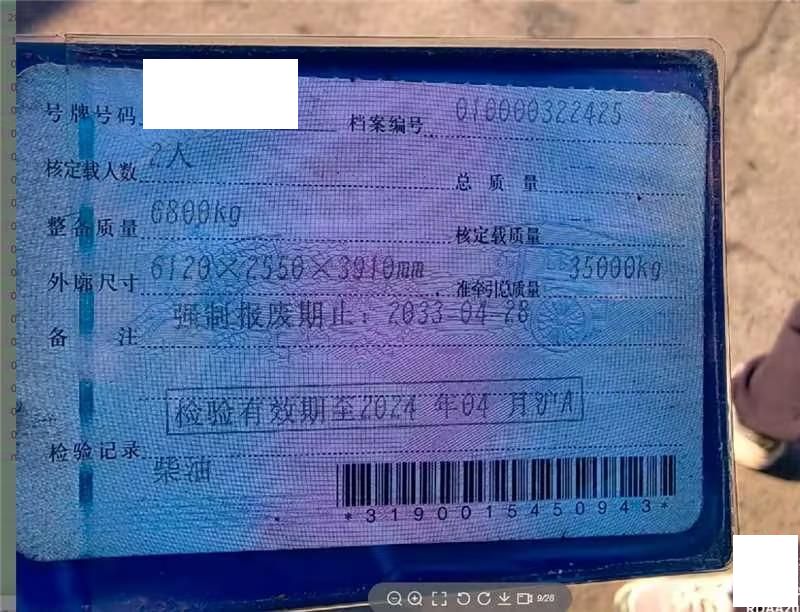 号牌号码 档案编号 010000322425
核定载人数 2人 总质量
整备质量 6800kg 核定载质量 --
外廓尺寸 6120×2550×3910mm 准牵引总质量 35000kg
备注 强制报废期止：2033-04-28
检验有效期至2024年04月
检验记录
柴油
*3190015450943*
9/26